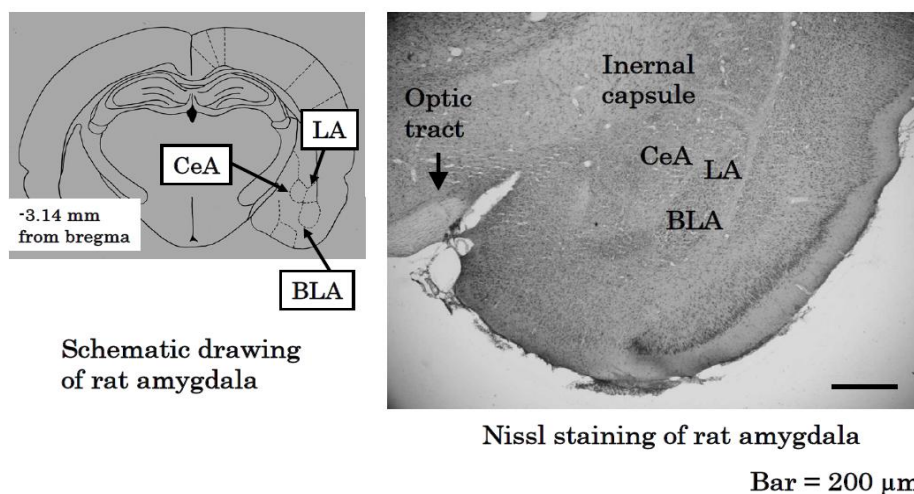 LA
CeA
-3.14 mm
from bregma
BLA
Schematic drawing
of rat amygdala
Inernal
capsule
Optic
tract
CeA
LA
BLA
Nissl staining of rat amygdala
Bar = 200 µm